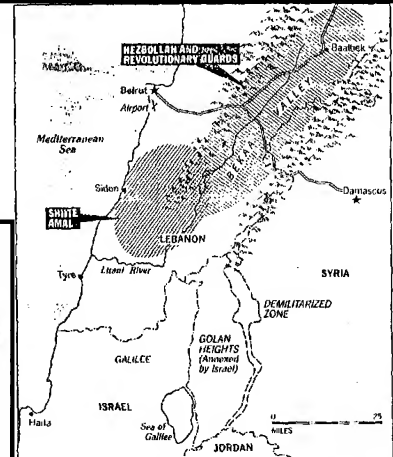 HEZBOLLAH AND
REVOLUTIONARY GUARDS
Baalbek
Beirut
Airport
BEKAA VALLEY
Mediterranean
Sea
Sidon
Damascus
SHIITE
AMAL
LEBANON
Litani River
Tyre
SYRIA
DEMILITARIZED
ZONE
GOLAN
HEIGHTS
(Annexed
by Israel)
GALILEE
ISRAEL
Sea of
Galilee
Haifa
0 25
MILES
JORDAN